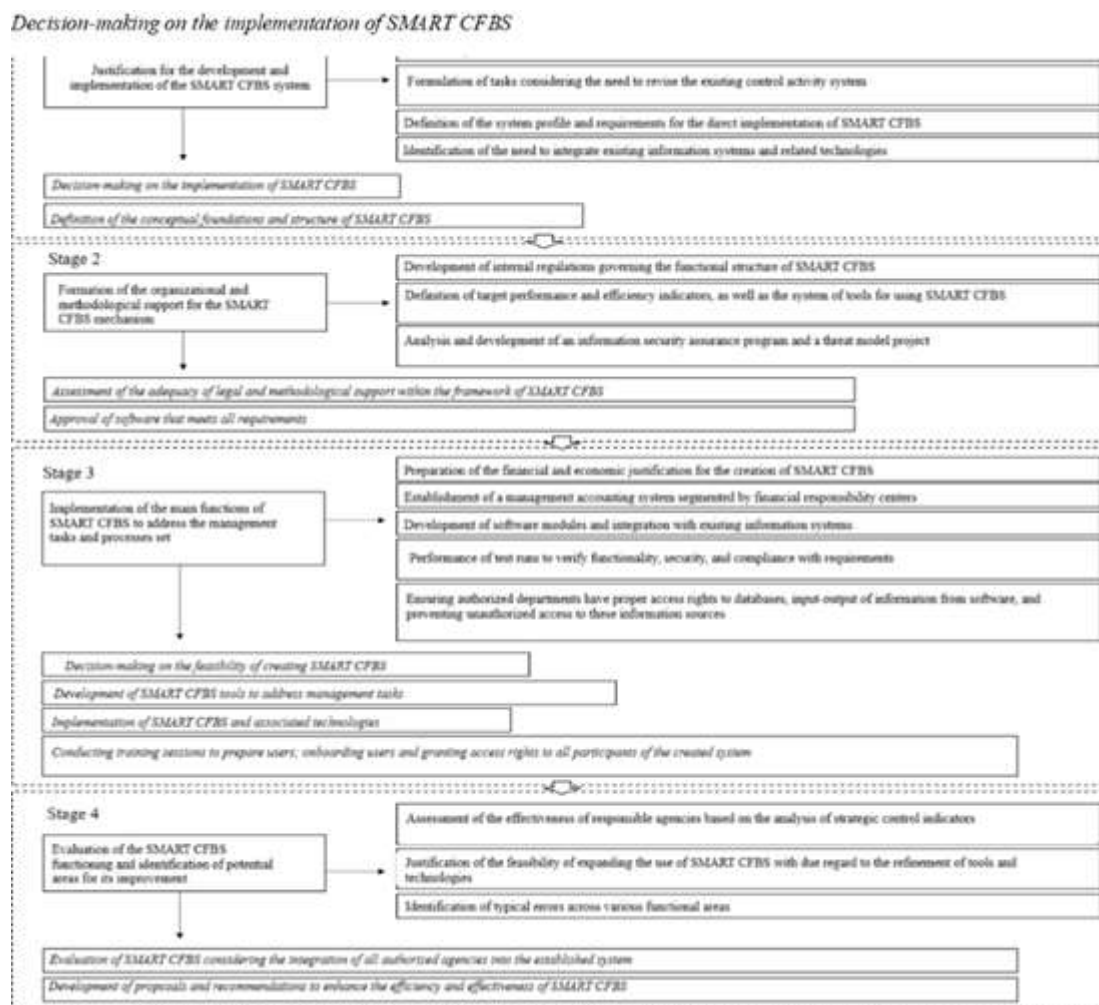 Decision-making on the implementation of SMART CFBS
Justification for the development and
implementation of the SMART CFBS system
Formulation of tasks considering the need to revise the existing control activity system
Definition of the system profile and requirements for the direct implementation of SMART CFBS
Identification of the need to integrate existing information systems and related technologies
Decision-making on the implementation of SMART CFBS
Definition of the conceptual foundations and structure of SMART CFBS
Stage 2
Formation of the organizational and
methodological support for the SMART
CFBS mechanism
Development of internal regulations governing the functional structure of SMART CFBS
Definition of target performance and efficiency indicators, as well as the system of tools for using SMART CFBS
Analysis and development of an information security assurance program and a threat model project
Assessment of the adequacy of legal and methodological support within the framework of SMART CFBS
Approval of software that meets all requirements
Stage 3
Implementation of the main functions of
SMART CFBS to address the management
tasks and processes set
Preparation of the financial and economic justification for the creation of SMART CFBS
Establishment of a management accounting system segmented by financial responsibility centers
Development of software modules and integration with existing information systems
Performance of test runs to verify functionality, security, and compliance with requirements
Ensuring authorized departments have proper access rights to databases, input-output of information from software, and
preventing unauthorized access to these information sources
Decision-making on the feasibility of creating SMART CFBS
Development of SMART CFBS tools to address management tasks
Implementation of SMART CFBS and associated technologies
Conducting training sessions to prepare users; onboarding users and granting access rights to all participants of the created system
Stage 4
Evaluation of the SMART CFBS
functioning and identification of potential
areas for its improvement
Assessment of the effectiveness of responsible agencies based on the analysis of strategic control indicators
Justification of the feasibility of expanding the use of SMART CFBS with due regard to the refinement of tools and
technologies
Identification of typical errors across various functional areas
Evaluation of SMART CFBS considering the integration of all authorized agencies into the established system
Development of proposals and recommendations to enhance the efficiency and effectiveness of SMART CFBS